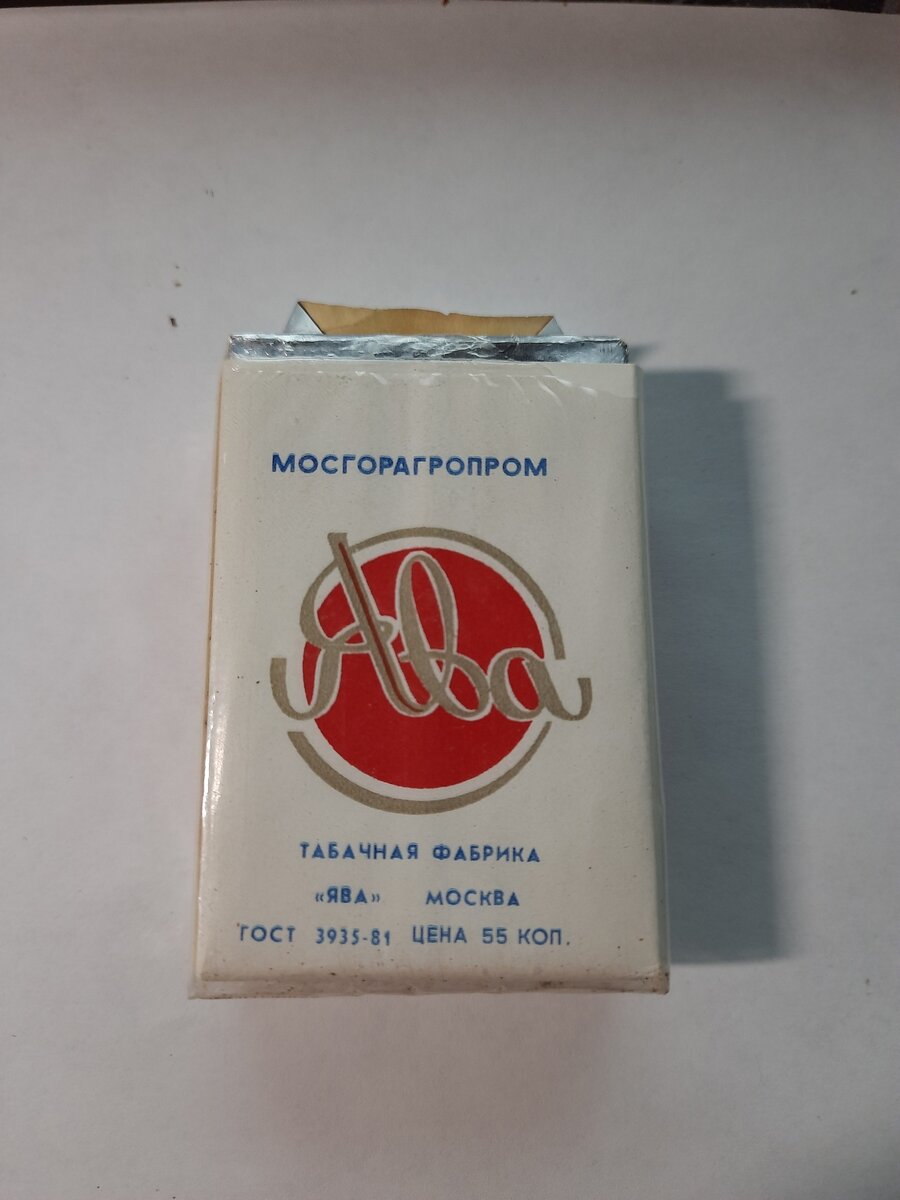 МОСГОРАГРОПРОМ
Ява
ТАБАЧНАЯ ФАБРИКА
«ЯВА» МОСКВА
ГОСТ 3935-81 ЦЕНА 55 КОП.